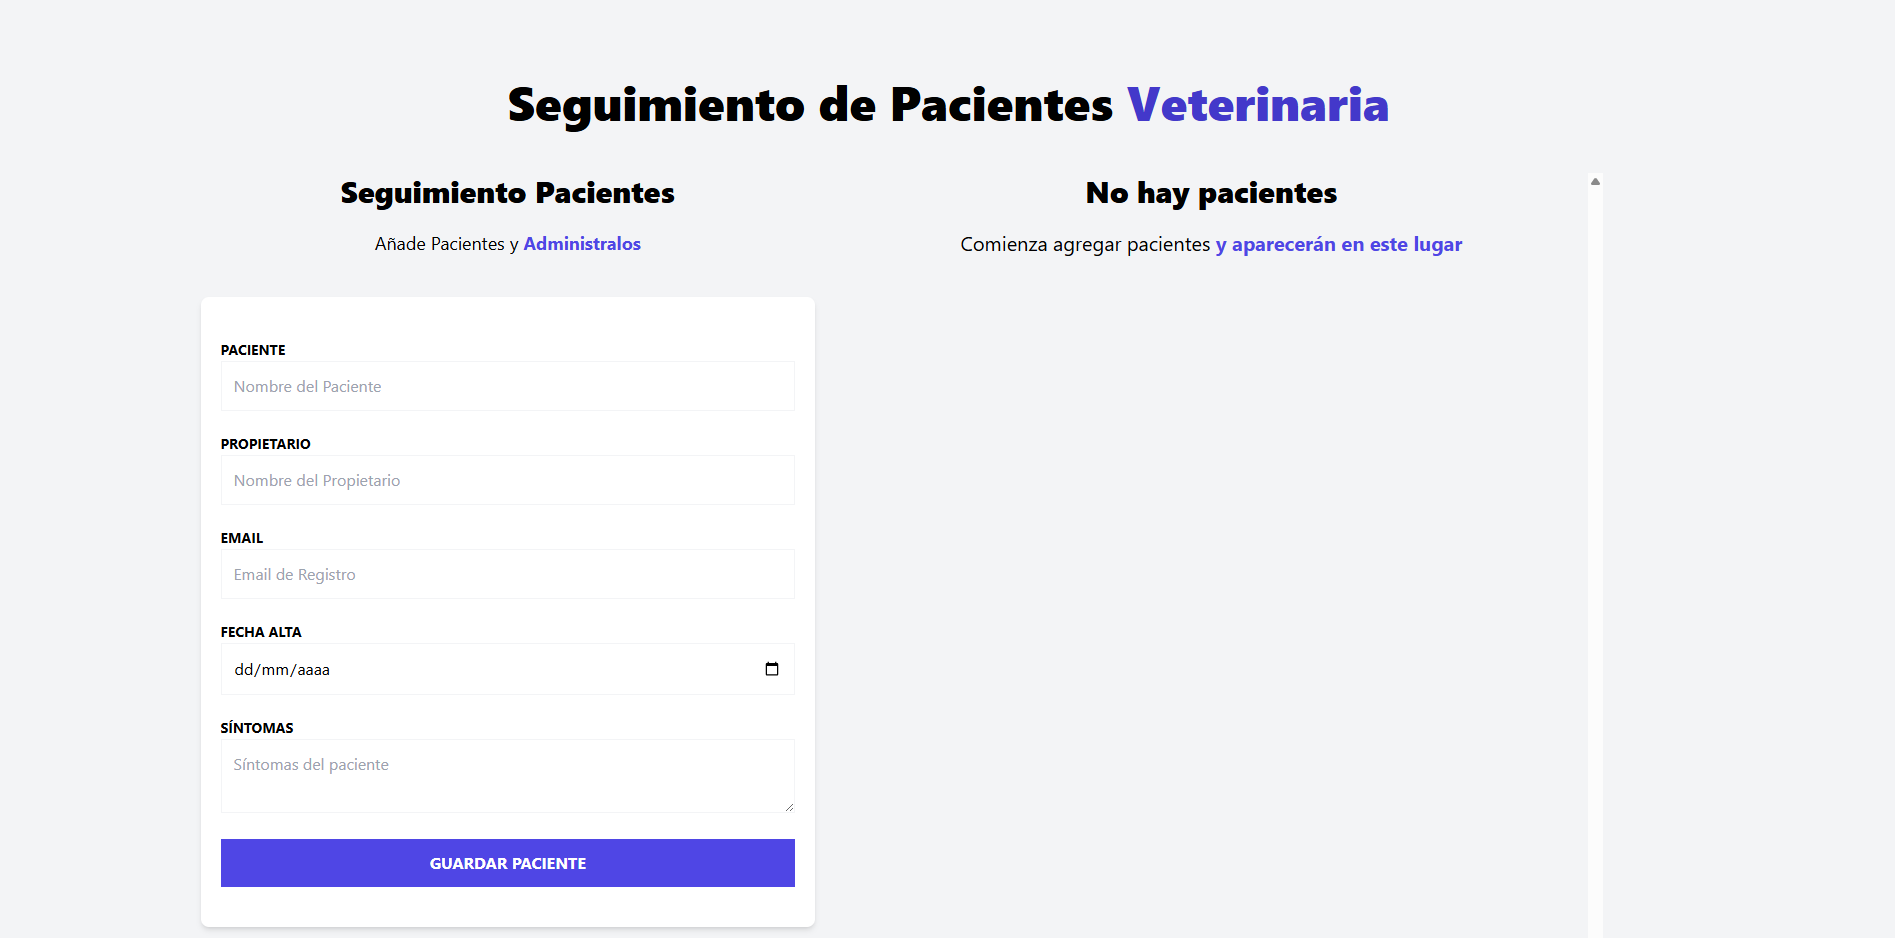 Seguimiento de Pacientes Veterinaria
Seguimiento Pacientes
Añade Pacientes y Administralos
PACIENTE
Nombre del Paciente
PROPIETARIO
Nombre del Propietario
EMAIL
Email de Registro
FECHA ALTA
dd/mm/aaaa
SÍNTOMAS
Síntomas del paciente
GUARDAR PACIENTE
No hay pacientes
Comienza agregar pacientes y aparecerán en este lugar